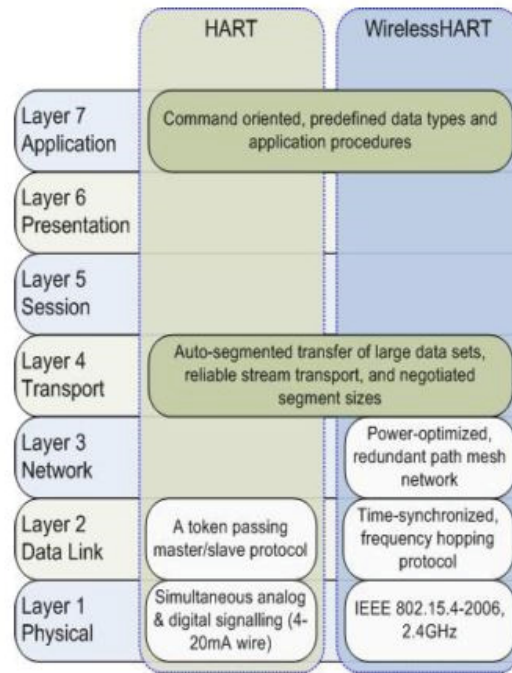 HART
WirelessHART
Layer 7
Application
Command oriented, predefined data types and
application procedures
Layer 6
Presentation
Layer 5
Session
Layer 4
Transport
Auto-segmented transfer of large data sets,
reliable stream transport, and negotiated
segment sizes
Layer 3
Network
Power-optimized,
redundant path mesh
network
Layer 2
Data Link
A token passing
master/slave protocol
Time-synchronized,
frequency hopping
protocol
Layer 1
Physical
Simultaneous analog
& digital signalling (4-
20mA wire)
IEEE 802.15.4-2006,
2.4GHz